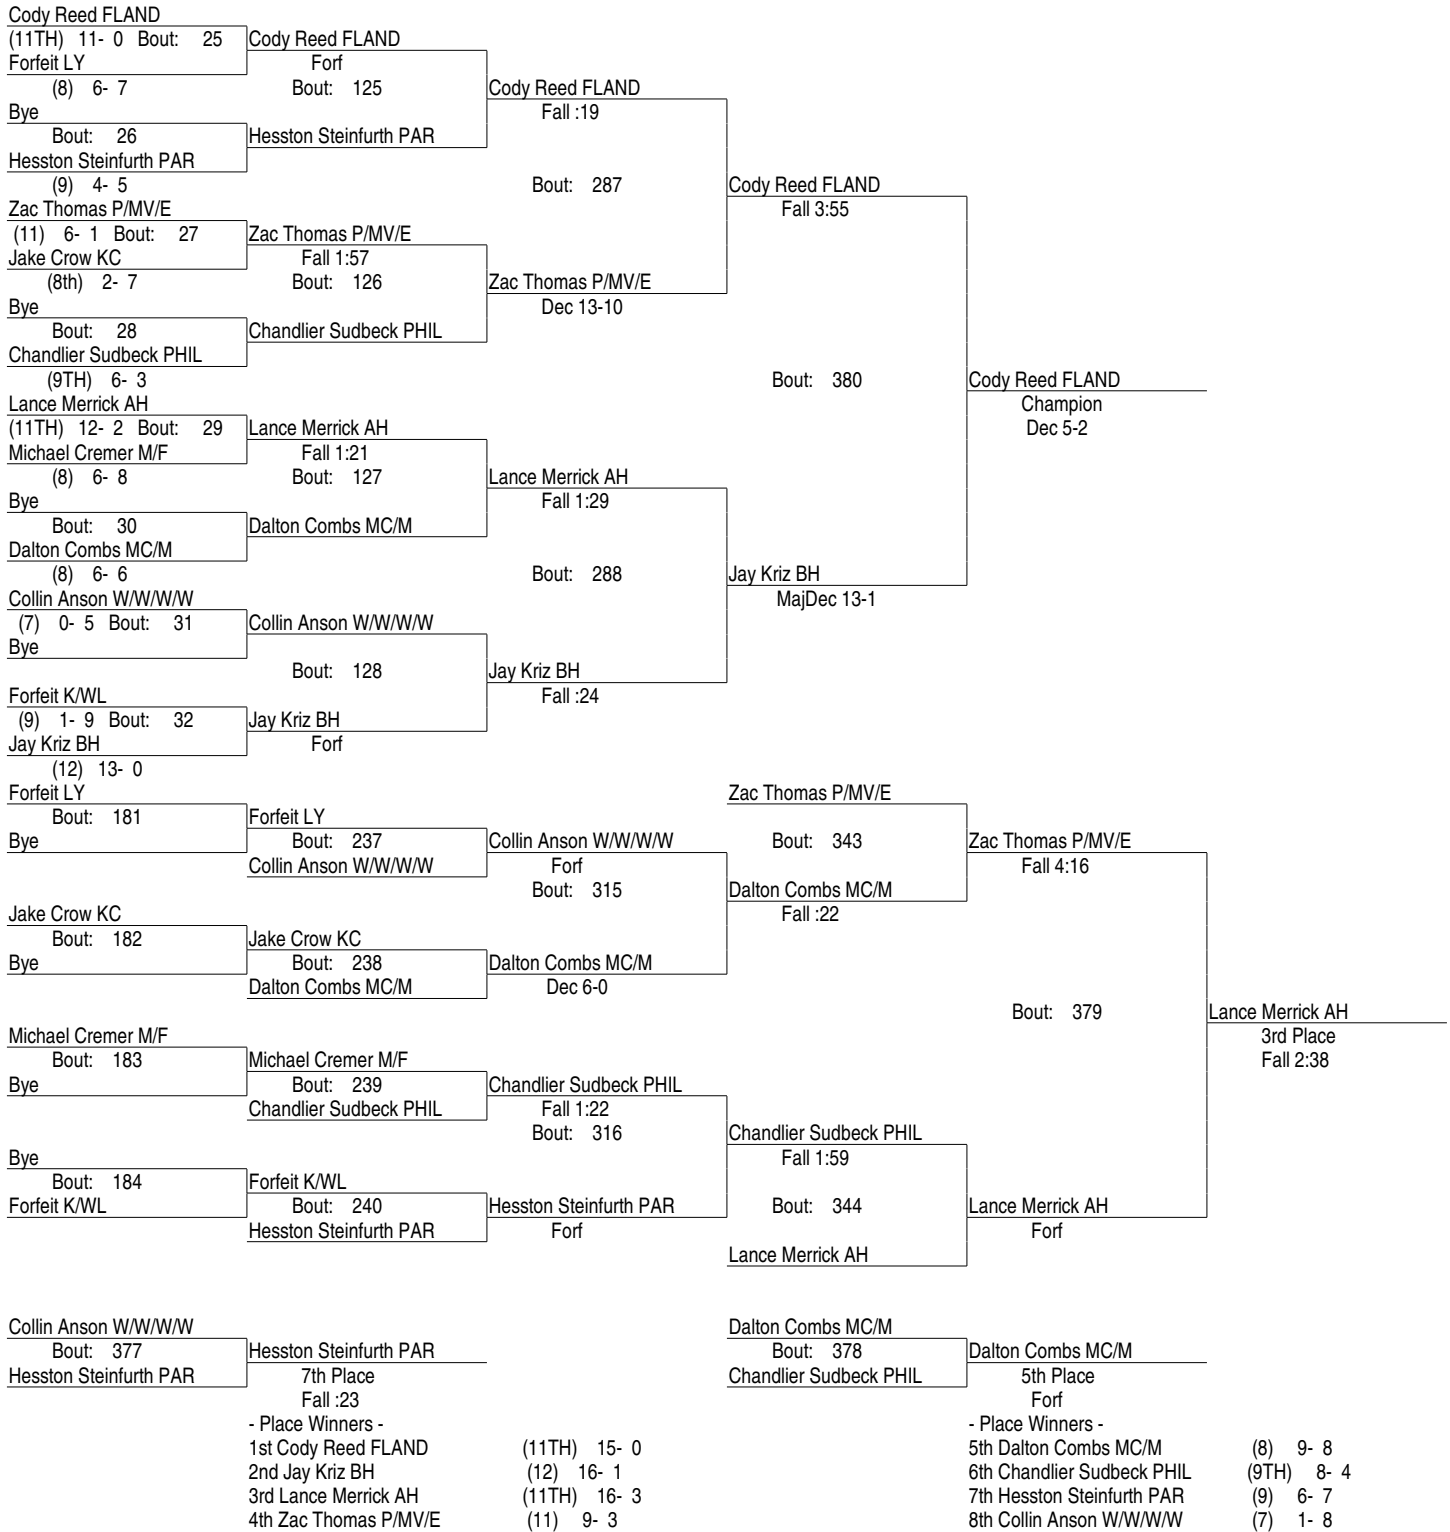 Cody Reed FLAND
(11TH) 11- 0 Bout: 25 Cody Reed FLAND
Forfeit LY Forf
(8) 6- 7 Bout: 125 Cody Reed FLAND
Bye Fall :19
Bout: 26 Hesston Steinfurth PAR
Hesston Steinfurth PAR
(9) 4- 5 Bout: 287 Cody Reed FLAND
Zac Thomas P/MV/E Fall 3:55
(11) 6- 1 Bout: 27 Zac Thomas P/MV/E
Jake Crow KC Fall 1:57
(8th) 2- 7 Bout: 126 Zac Thomas P/MV/E
Bye Dec 13-10
Bout: 28 Chandlier Sudbeck PHIL
Chandlier Sudbeck PHIL
(9TH) 6- 3 Bout: 380 Cody Reed FLAND
Lance Merrick AH Champion
(11TH) 12- 2 Bout: 29 Lance Merrick AH Dec 5-2
Michael Cremer M/F Fall 1:21
(8) 6- 8 Bout: 127 Lance Merrick AH
Bye Fall 1:29
Bout: 30 Dalton Combs MC/M
Dalton Combs MC/M
(8) 6- 6 Bout: 288 Jay Kriz BH
Collin Anson W/W/W/W MajDec 13-1
(7) 0- 5 Bout: 31 Collin Anson W/W/W/W
Bye
Bout: 128 Jay Kriz BH
Forfeit K/WL Fall :24
(9) 1- 9 Bout: 32 Jay Kriz BH
Jay Kriz BH Forf
(12) 13- 0
Forfeit LY Zac Thomas P/MV/E
Bout: 181 Forfeit LY
Bye Bout: 237 Collin Anson W/W/W/W Bout: 343 Zac Thomas P/MV/E
Collin Anson W/W/W/W Forf Fall 4:16
Bout: 315 Dalton Combs MC/M
Jake Crow KC Fall :22
Bout: 182 Jake Crow KC
Bye Bout: 238 Dalton Combs MC/M
Dalton Combs MC/M Dec 6-0
Bout: 379 Lance Merrick AH
Michael Cremer M/F 3rd Place
Bout: 183 Michael Cremer M/F Fall 2:38
Bye Bout: 239 Chandlier Sudbeck PHIL
Chandlier Sudbeck PHIL Fall 1:22
Bout: 316 Chandlier Sudbeck PHIL
Bye Fall 1:59
Bout: 184 Forfeit K/WL
Forfeit K/WL Bout: 240 Hesston Steinfurth PAR Bout: 344 Lance Merrick AH
Hesston Steinfurth PAR Forf Forf
Lance Merrick AH
Collin Anson W/W/W/W Dalton Combs MC/M
Bout: 377 Hesston Steinfurth PAR Bout: 378 Dalton Combs MC/M
Hesston Steinfurth PAR 7th Place Chandlier Sudbeck PHIL 5th Place
Fall :23 Forf
- Place Winners - - Place Winners -
1st Cody Reed FLAND (11TH) 15- 0 5th Dalton Combs MC/M (8) 9- 8
2nd Jay Kriz BH (12) 16- 1 6th Chandlier Sudbeck PHIL (9TH) 8- 4
3rd Lance Merrick AH (11TH) 16- 3 7th Hesston Steinfurth PAR (9) 6- 7
4th Zac Thomas P/MV/E (11) 9- 3 8th Collin Anson W/W/W/W (7) 1- 8